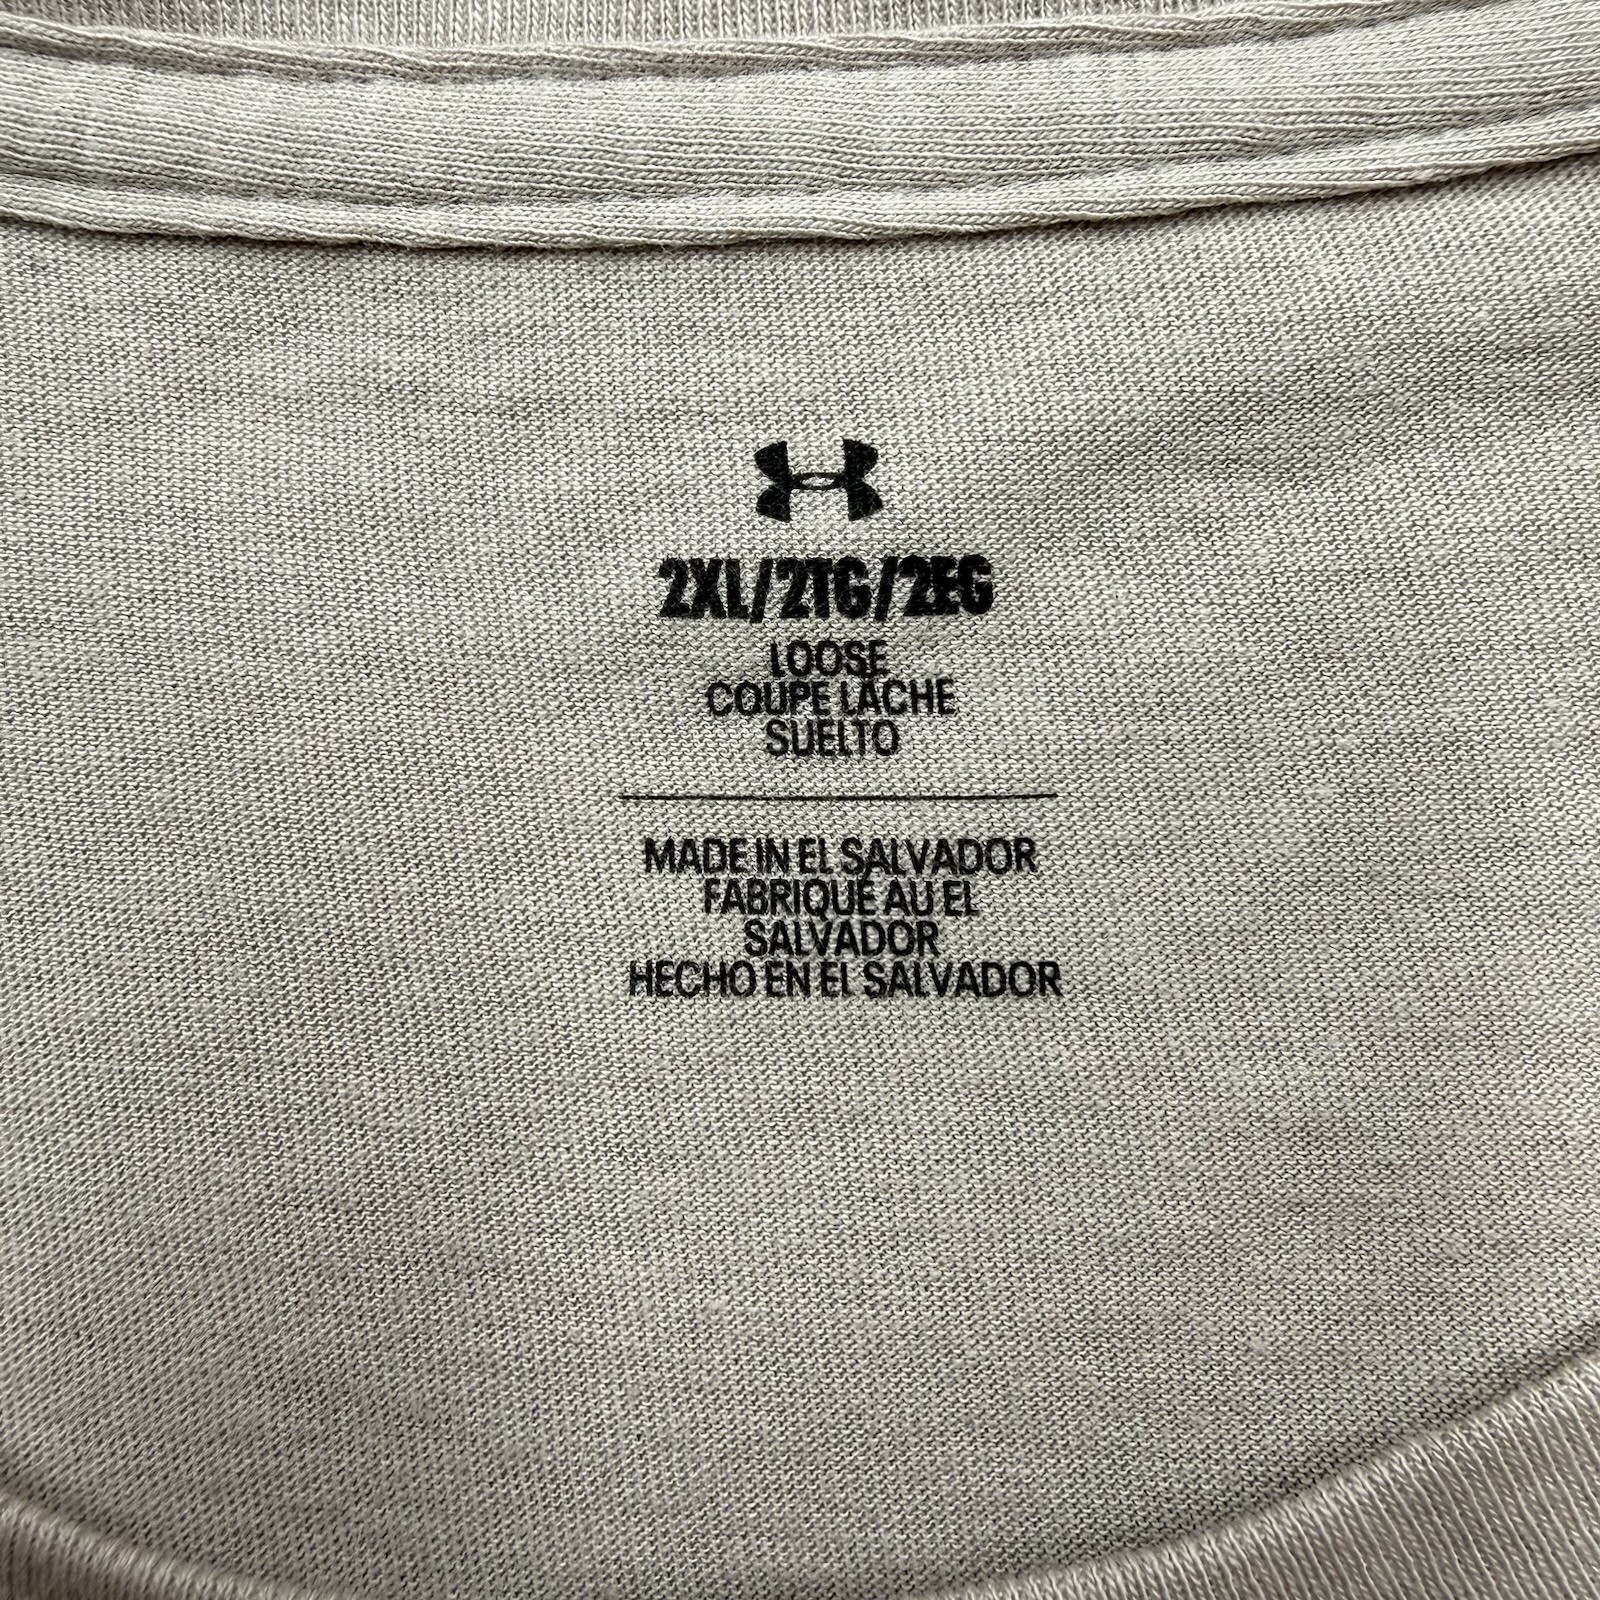 2XL/2TG/2EG
LOOSE
COUPE LÂCHE
SUELTO
MADE IN EL SALVADOR
FABRIQUÉ AU EL
SALVADOR
HECHO EN EL SALVADOR